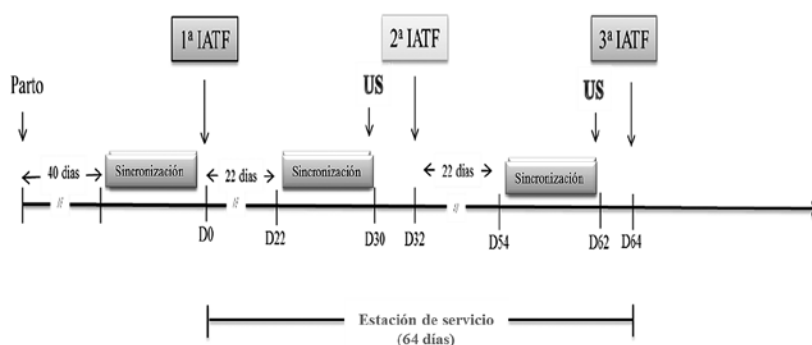 1ª IATF
2ª IATF
3ª IATF
Parto
US
US
40 dias
Sincronización
22 dias
Sincronización
22 dias
Sincronización
D0
D22
D30
D32
D54
D62
D64
Estación de servicio
(64 días)